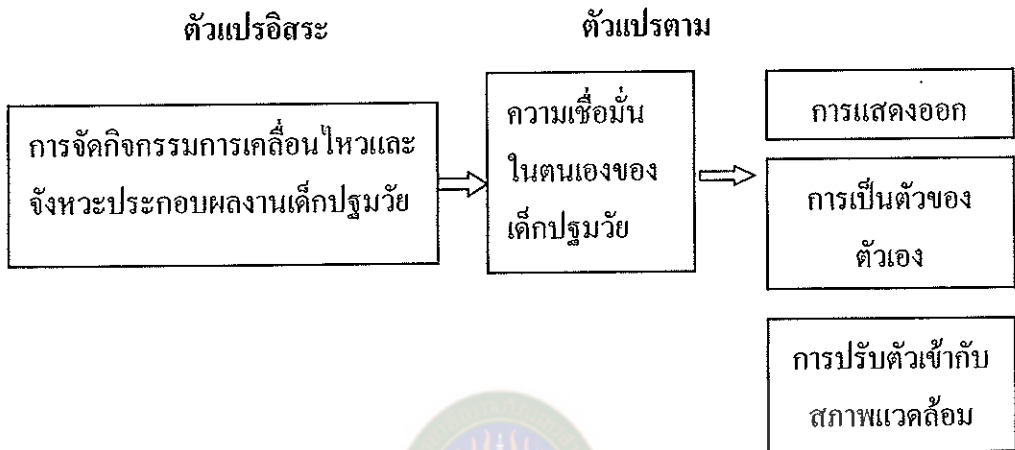 ตัวแปรอิสระ
ตัวแปรตาม
การจัดกิจกรรมการเคลื่อนไหวและ
จังหวะประกอบผลงานเด็กปฐมวัย
ความเชื่อมั่น
ในตนเองของ
เด็กปฐมวัย
การแสดงออก
การเป็นตัวของ
ตัวเอง
การปรับตัวเข้ากับ
สภาพแวดล้อม